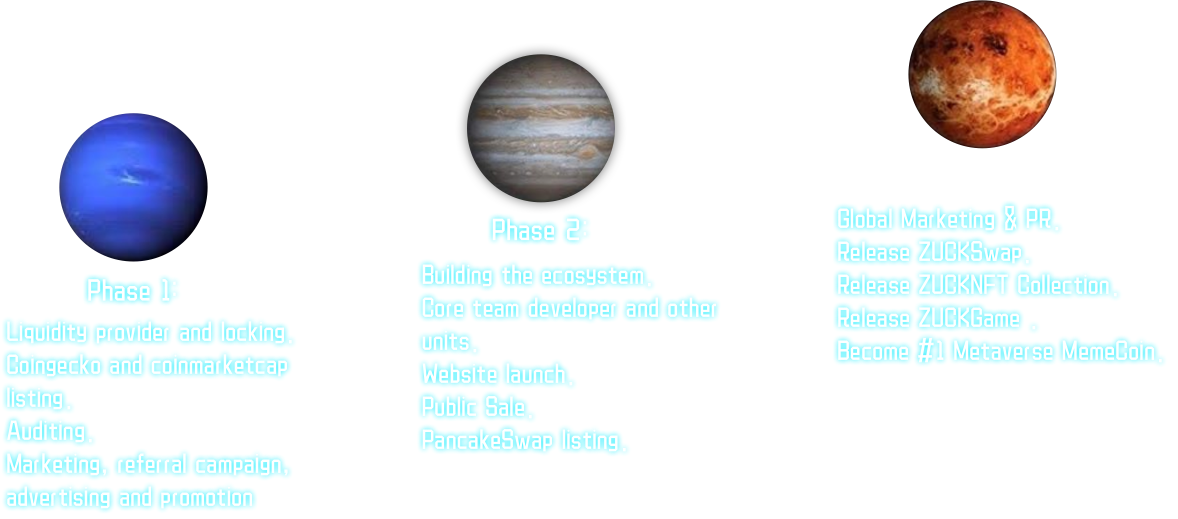 Phase 1:
Liquidity provider and locking,
Coingecko and coinmarketcap
listing,
Auditing,
Marketing, referral campaign,
advertising and promotion
Phase 2:
Building the ecosystem,
Core team developer and other
units,
Website launch,
Public Sale,
PancakeSwap listing,
Global Marketing & PR,
Release ZUCKSwap,
Release ZUCKNFT Collection,
Release ZUCKGame ,
Become #1 Metaverse MemeCoin,